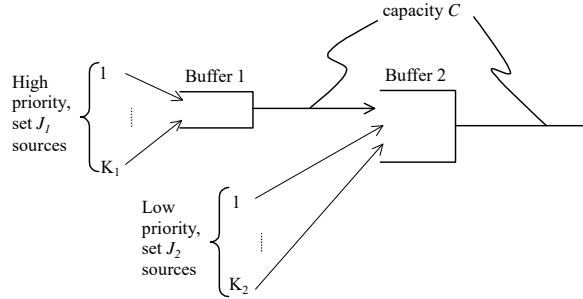 capacity C
Buffer 1
Buffer 2
High
priority,
set J1
sources
1
K1
Low
priority,
set J2
sources
1
K2